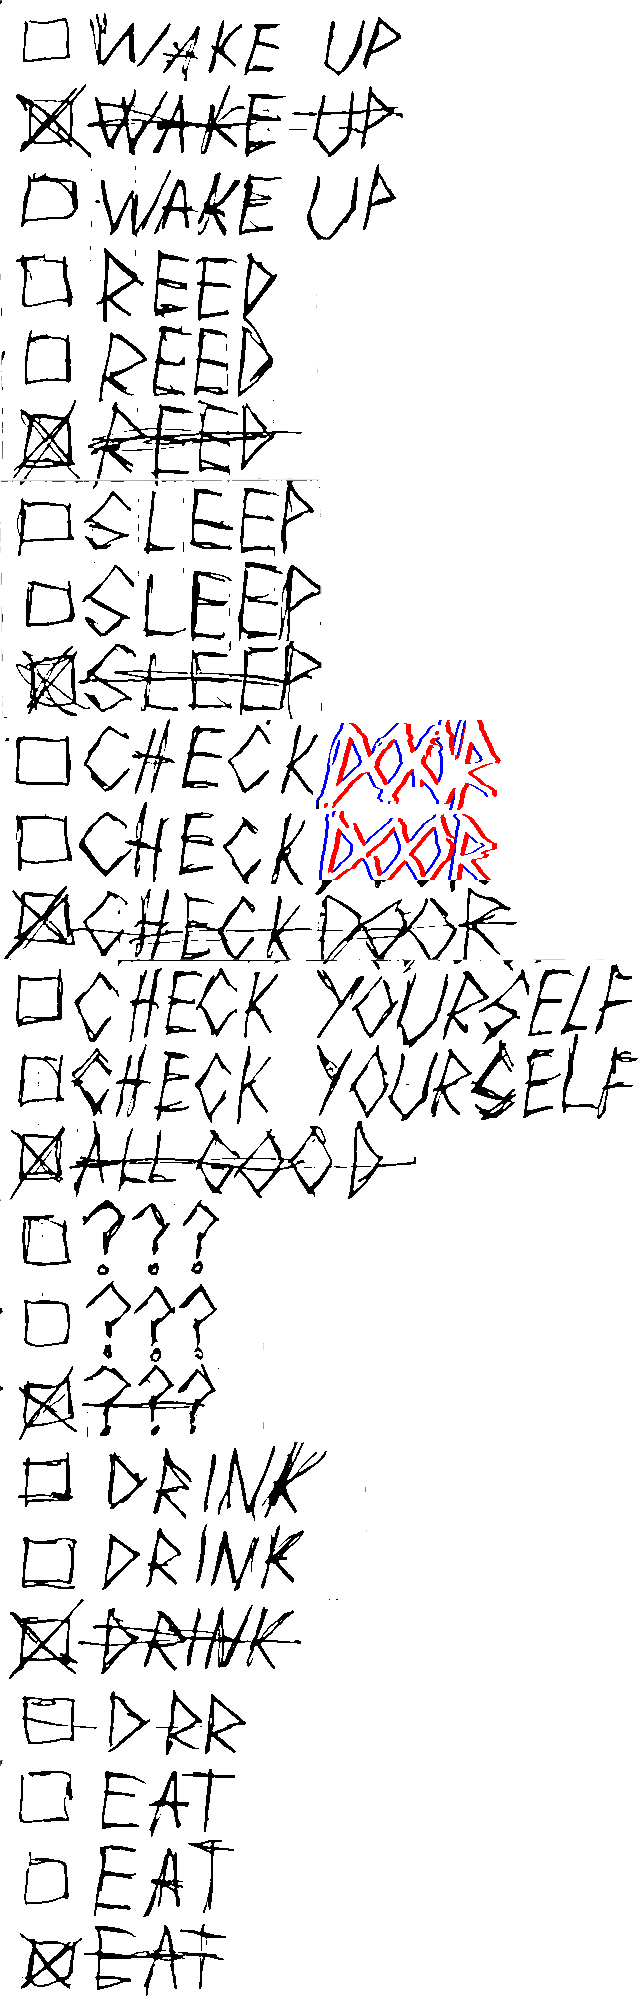 WAKE UP
WAKE UP
WAKE UP
REED
REED
REED
SLEEP
SLEEP
SLEEP
CHECK DOOR
CHECK DOOR
CHECK DOOR
CHECK YOURSELF
CHECK YOURSELF
ALL GOOD
???
???
???
DRINK
DRINK
DRINK
DRR
EAT
EAT
EAT